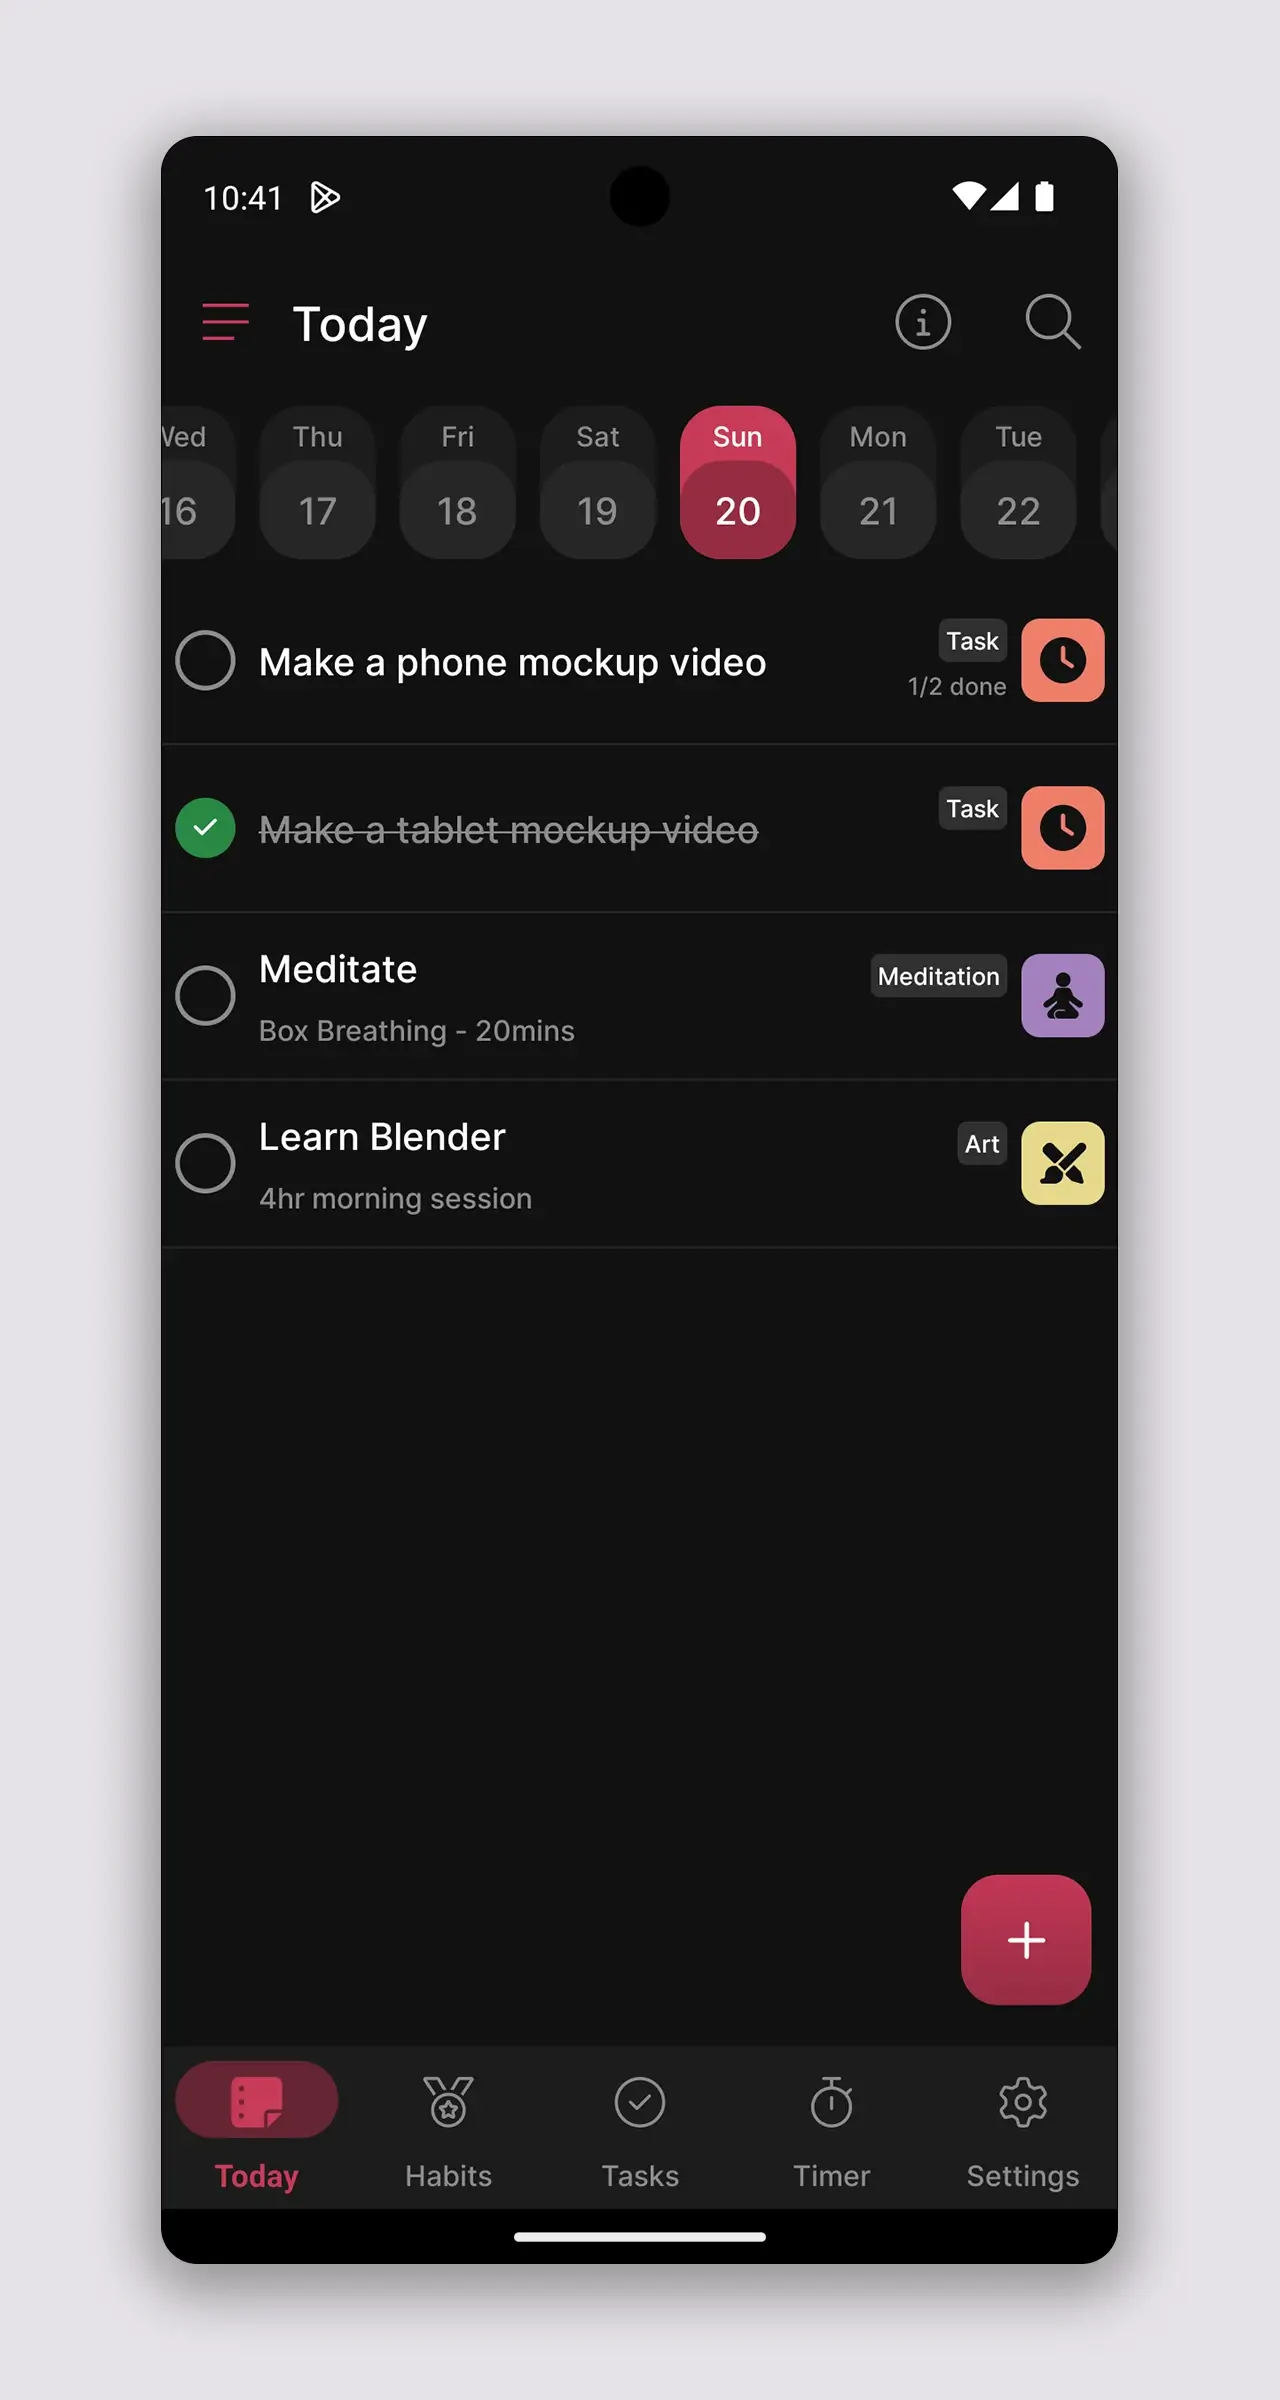 10:41
Today
Wed Thu Fri Sat Sun Mon Tue
16 17 18 19 20 21 22
Make a phone mockup video
Task
1/2 done
Make a tablet mockup video
Task
Meditate
Box Breathing - 20mins
Meditation
Learn Blender
4hr morning session
Art
Today Habits Tasks Timer Settings